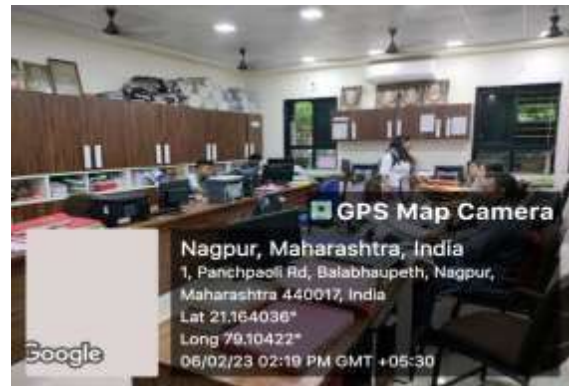 GPS Map Camera
Nagpur, Maharashtra, India
1, Panchpaoli Rd, Balabhaupeth, Nagpur,
Maharashtra 440017, India
Lat 21.164036°
Long 79.10422°
06/02/23 02:19 PM GMT +05:30
Google